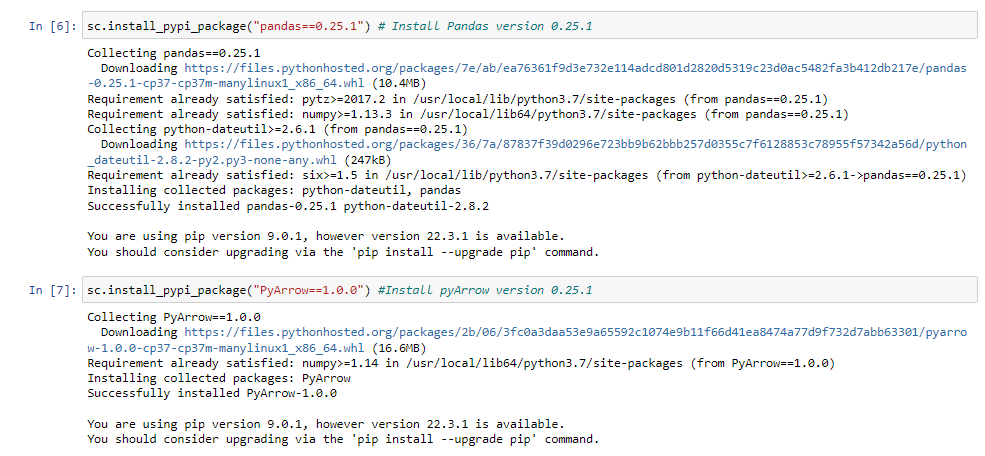 In [6]: sc.install_pypi_package("pandas==0.25.1") # Install Pandas version 0.25.1
Collecting pandas==0.25.1
Downloading https://files.pythonhosted.org/packages/7e/ab/ea76361f9d3e732e114adcd801d2820d5319c23d0ac5482fa3b412db217e/pandas
-0.25.1-cp37-cp37m-manylinux1_x86_64.whl (10.4MB)
Requirement already satisfied: pytz>=2017.2 in /usr/local/lib/python3.7/site-packages (from pandas==0.25.1)
Requirement already satisfied: numpy>=1.13.3 in /usr/local/lib64/python3.7/site-packages (from pandas==0.25.1)
Collecting python-dateutil>=2.6.1 (from pandas==0.25.1)
Downloading https://files.pythonhosted.org/packages/36/7a/87837f39d0296e723bb9b62bbb257d0355c7f6128853c78955f57342a56d/python
_dateutil-2.8.2-py2.py3-none-any.whl (247kB)
Requirement already satisfied: six>=1.5 in /usr/local/lib/python3.7/site-packages (from python-dateutil>=2.6.1->pandas==0.25.1)
Installing collected packages: python-dateutil, pandas
Successfully installed pandas-0.25.1 python-dateutil-2.8.2
You are using pip version 9.0.1, however version 22.3.1 is available.
You should consider upgrading via the 'pip install --upgrade pip' command.
In [7]: sc.install_pypi_package("PyArrow==1.0.0") #Install pyArrow version 0.25.1
Collecting PyArrow==1.0.0
Downloading https://files.pythonhosted.org/packages/2b/06/3fc0a3daa53e9a65592c1074e9b11f66d41ea8474a77d9f732d7abb63301/pyarro
w-1.0.0-cp37-cp37m-manylinux1_x86_64.whl (16.6MB)
Requirement already satisfied: numpy>=1.14 in /usr/local/lib64/python3.7/site-packages (from PyArrow==1.0.0)
Installing collected packages: PyArrow
Successfully installed PyArrow-1.0.0
You are using pip version 9.0.1, however version 22.3.1 is available.
You should consider upgrading via the 'pip install --upgrade pip' command.